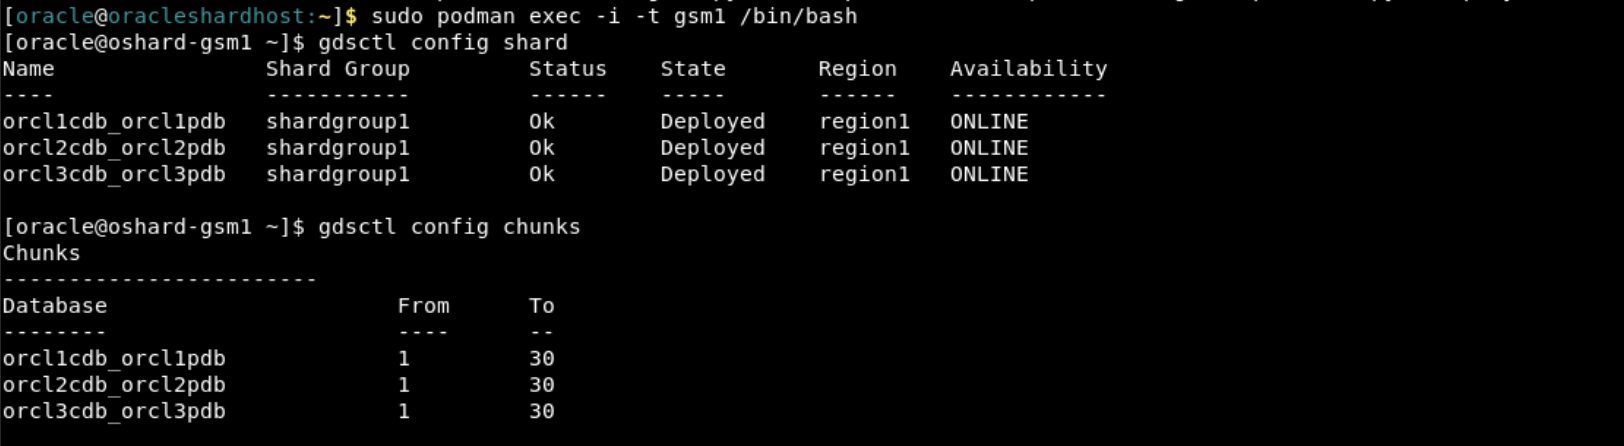 [oracle@oracleshardhost:~]$ sudo podman exec -i -t gsm1 /bin/bash
[oracle@oshard-gsm1 ~]$ gdsctl config shard
Name                Shard Group         Status    State       Region    Availability
----                -----------         ------    -----       ------    ------------
orcl1cdb_orcl1pdb   shardgroup1         Ok        Deployed    region1   ONLINE
orcl2cdb_orcl2pdb   shardgroup1         Ok        Deployed    region1   ONLINE
orcl3cdb_orcl3pdb   shardgroup1         Ok        Deployed    region1   ONLINE
[oracle@oshard-gsm1 ~]$ gdsctl config chunks
Chunks
------------------------
Database                      From      To
--------                      ----      --
orcl1cdb_orcl1pdb             1         30
orcl2cdb_orcl2pdb             1         30
orcl3cdb_orcl3pdb             1         30